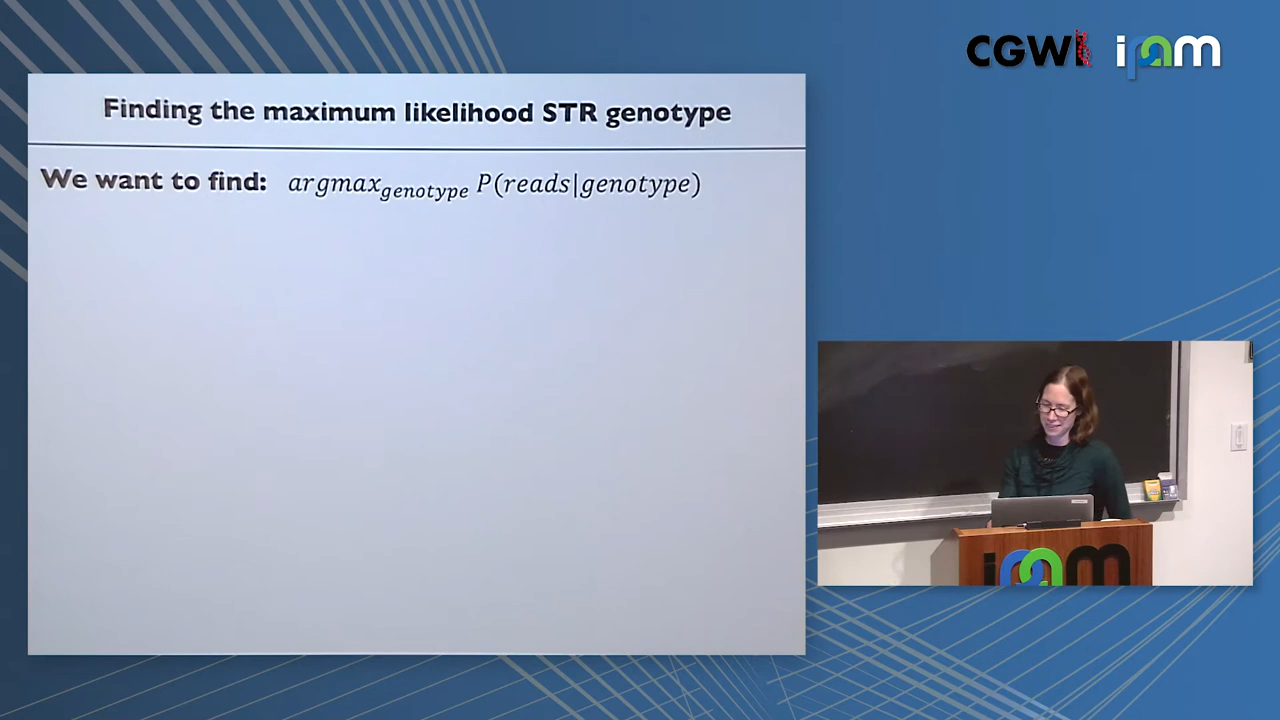 CGWI ipam
Finding the maximum likelihood STR genotype
We want to find: argmax_genotype P(reads|genotype)
ipam